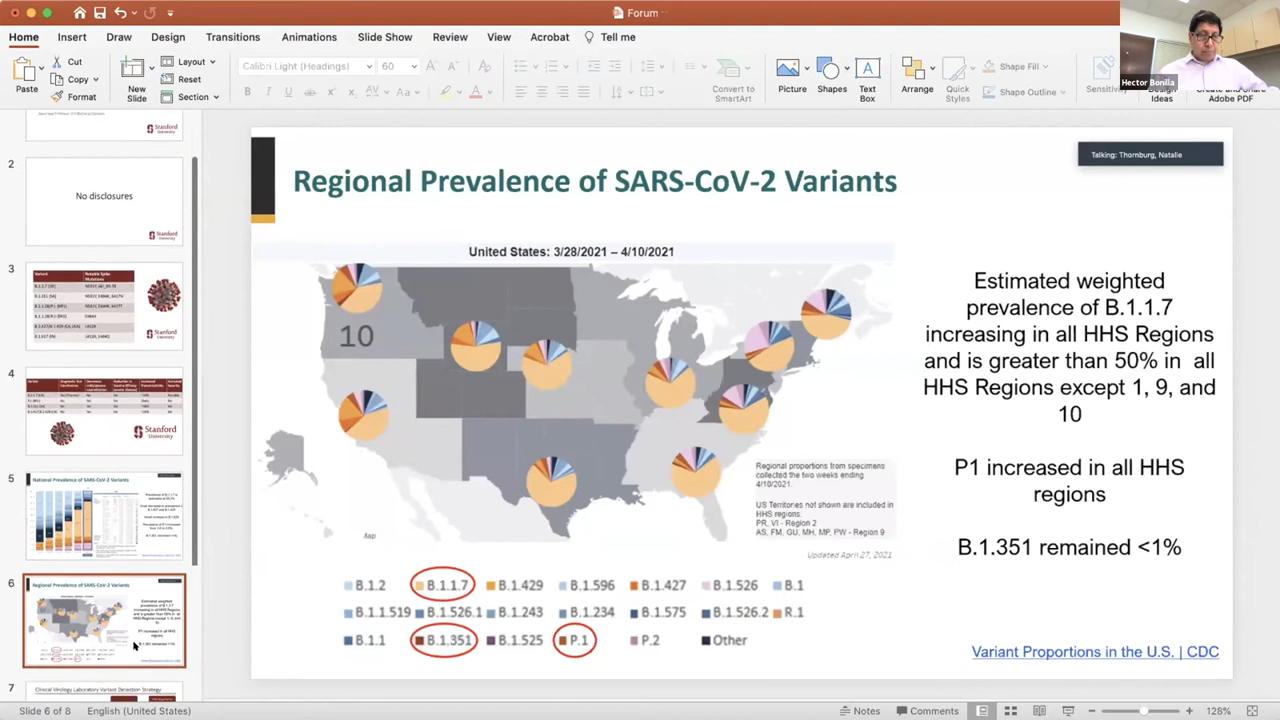 Forum
Home Insert Draw Design Transitions Animations Slide Show Review View Acrobat Tell me
Paste
Cut
Copy
Format
New
Slide
Layout
Reset
Section
Calibri Light (Headings) 60
Convert to
SmartArt
Picture
Shapes
Text
Box
Arrange
Quick
Styles
Shape Fill
Shape Outline
Design
Ideas
Create and Share
Adobe PDF
Hector Bonilla
Stanford
University
2
No disclosures
Stanford
University
3
Stanford
University
4
Stanford
University
5
National Prevalence of SARS-CoV-2 Variants
6
Regional Prevalence of SARS-CoV-2 Variants
7
Clinical Virology Laboratory Variant Detection Strategy
Talking: Thornburg, Natalie
Regional Prevalence of SARS-CoV-2 Variants
United States: 3/28/2021 – 4/10/2021
10
Regional proportions from specimens
collected the two weeks ending
4/10/2021.
US Territories not shown are included in
HHS regions.
PR, VI - Region 2
AS, FM, GU, MH, MP, PW - Region 9
Updated April 27, 2021
B.1.2 B.1.1.7 B.1.429 B.1.596 B.1.427 B.1.526 B.1
B.1.1.519 B.1.526.1 B.1.243 B.1.575 B.1.526.2 R.1
B.1.1 B.1.351 B.1.525 P.1 P.2 Other
Estimated weighted
prevalence of B.1.1.7
increasing in all HHS Regions
and is greater than 50% in all
HHS Regions except 1, 9, and
10
P1 increased in all HHS
regions
B.1.351 remained <1%
Variant Proportions in the U.S. | CDC
Slide 6 of 8 English (United States) Notes Comments 128%